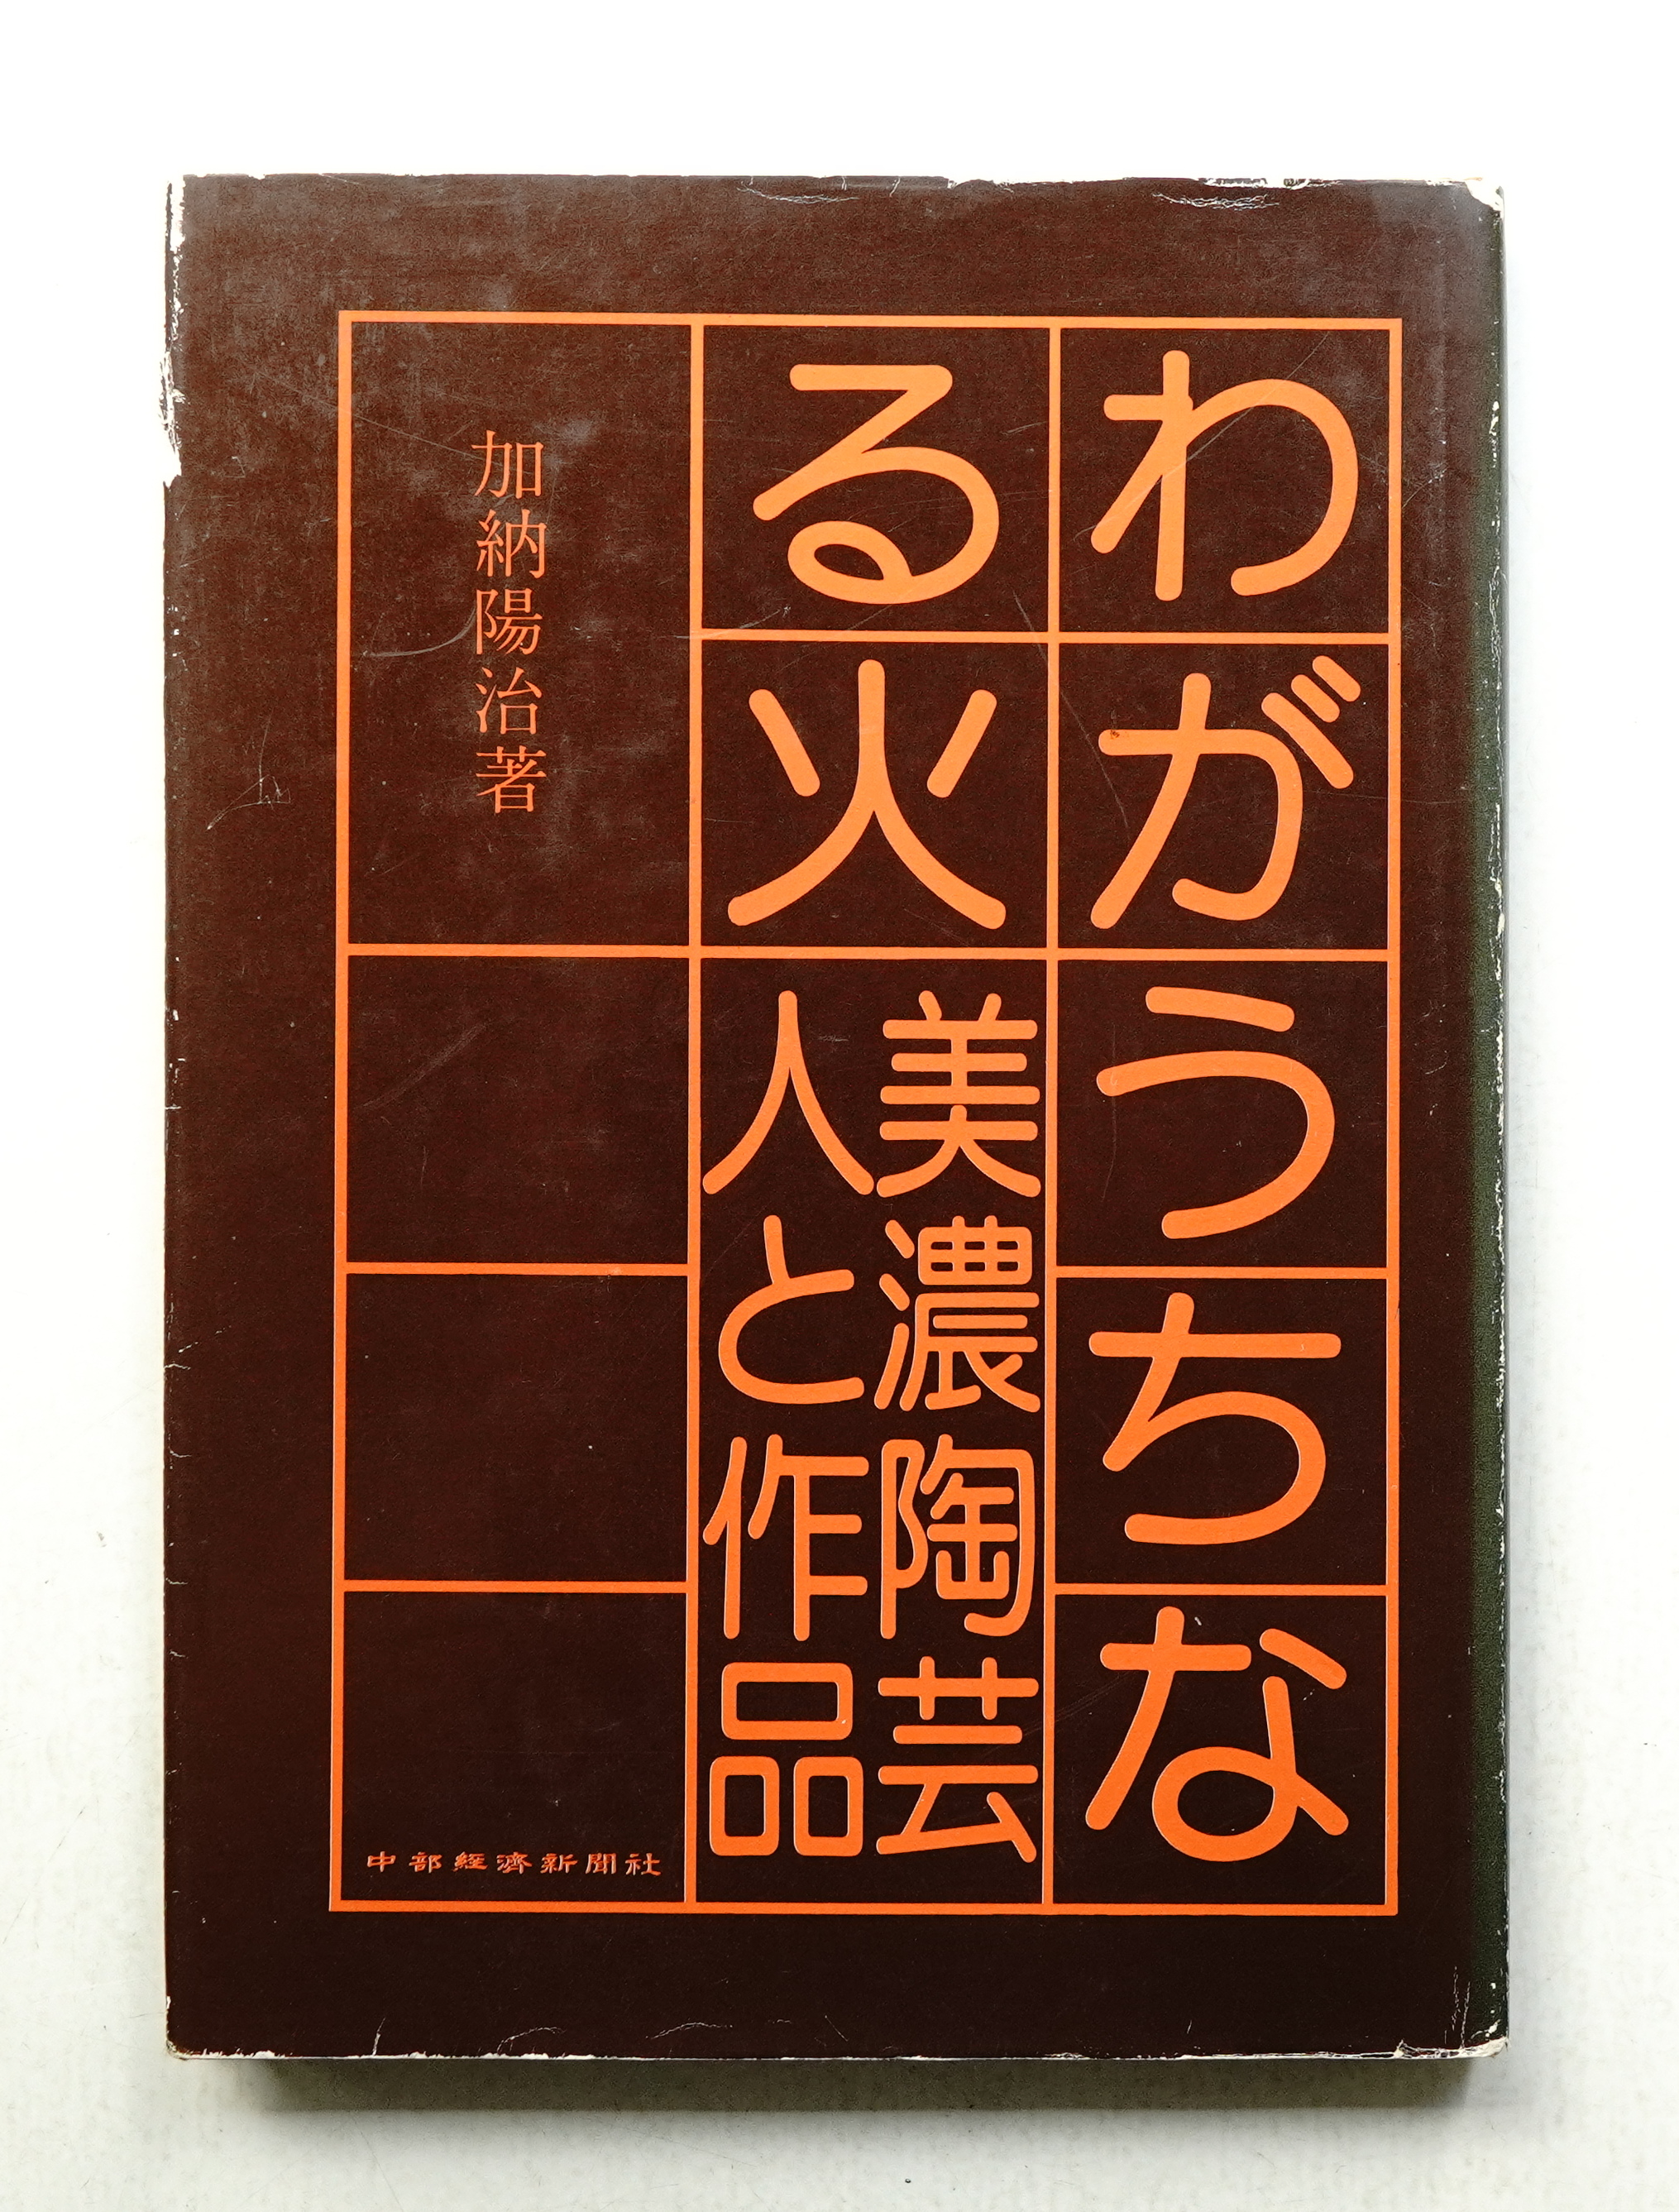 わがうちな
る火
美濃陶芸
人と作品
加納陽治著
中部経済新聞社